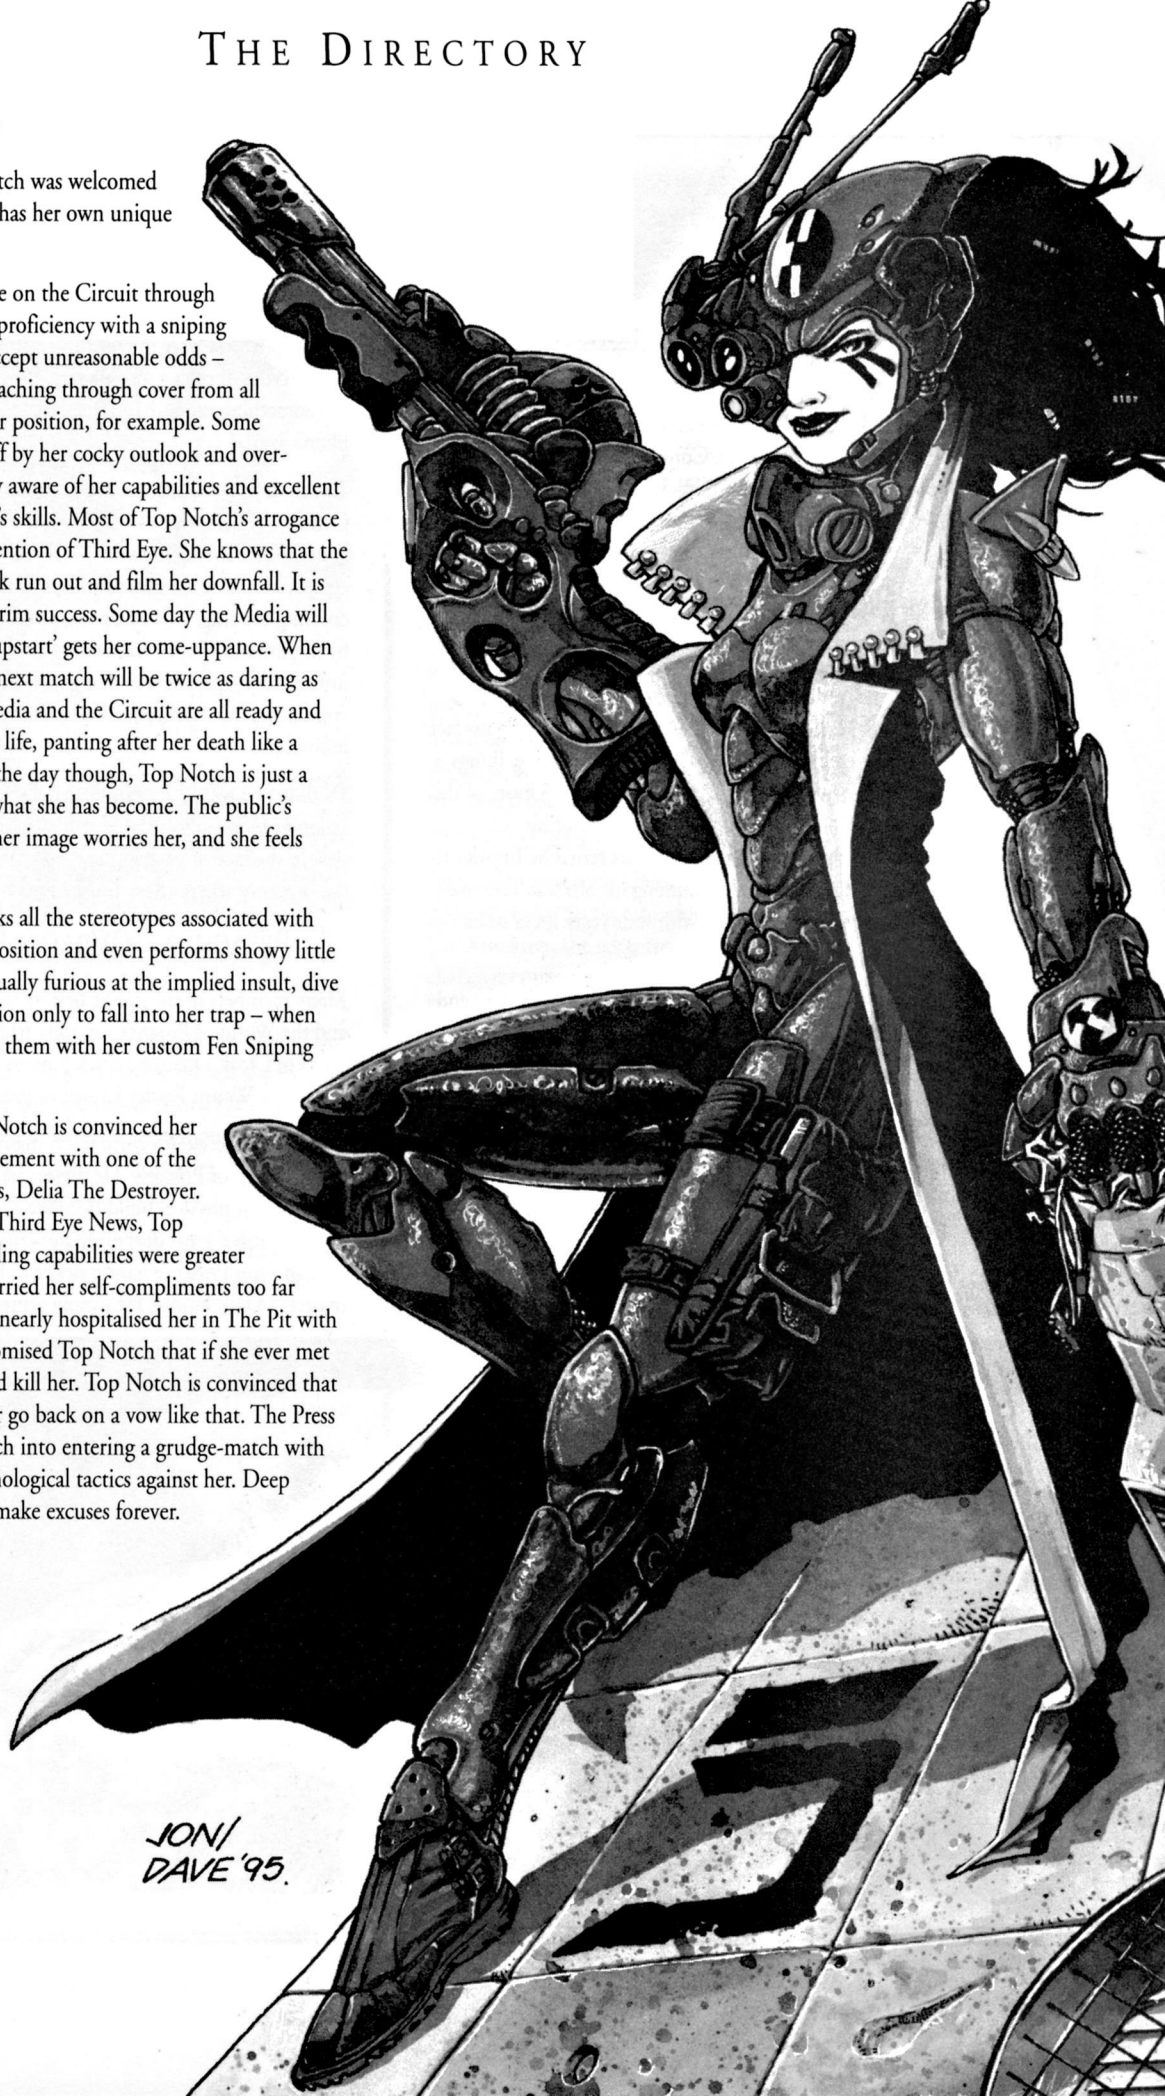 THE DIRECTORY
tch was welcomed
has her own unique
e on the Circuit through
proficiency with a sniping
ccept unreasonable odds –
aching through cover from all
r position, for example. Some
f by her cocky outlook and over-
y aware of her capabilities and excellent
's skills. Most of Top Notch's arrogance
ention of Third Eye. She knows that the
k run out and film her downfall. It is
rim success. Some day the Media will
upstart' gets her come-uppance. When
next match will be twice as daring as
edia and the Circuit are all ready and
life, panting after her death like a
the day though, Top Notch is just a
what she has become. The public's
her image worries her, and she feels
ks all the stereotypes associated with
osition and even performs showy little
ually furious at the implied insult, dive
ion only to fall into her trap – when
them with her custom Fen Sniping
Notch is convinced her
ement with one of the
s, Delia The Destroyer.
Third Eye News, Top
ling capabilities were greater
rried her self-compliments too far
nearly hospitalised her in The Pit with
mised Top Notch that if she ever met
d kill her. Top Notch is convinced that
r go back on a vow like that. The Press
ch into entering a grudge-match with
nological tactics against her. Deep
make excuses forever.
JON/
DAVE '95.